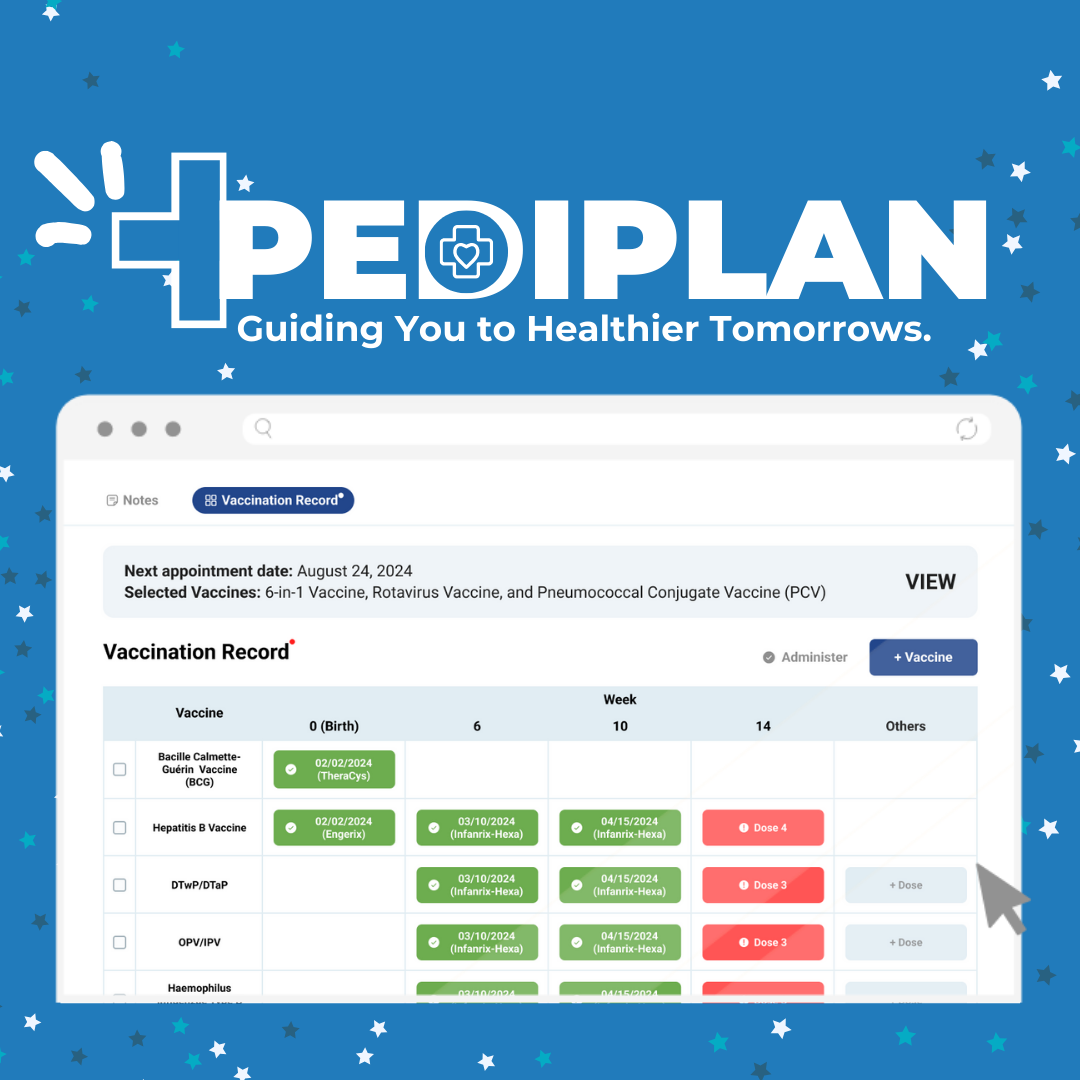 PEDIPLAN
Guiding You to Healthier Tomorrows.
Notes
Vaccination Record
Next appointment date: August 24, 2024
Selected Vaccines: 6-in-1 Vaccine, Rotavirus Vaccine, and Pneumococcal Conjugate Vaccine (PCV)
VIEW
Vaccination Record
Administer
+ Vaccine
Vaccine
Week
0 (Birth)
6
10
14
Others
Bacille Calmette-
Guérin Vaccine
(BCG)
02/02/2024
(TheraCys)
Hepatitis B Vaccine
02/02/2024
(Engerix)
03/10/2024
(Infanrix-Hexa)
04/15/2024
(Infanrix-Hexa)
Dose 4
DTwP/DTaP
03/10/2024
(Infanrix-Hexa)
04/15/2024
(Infanrix-Hexa)
Dose 3
+ Dose
OPV/IPV
03/10/2024
(Infanrix-Hexa)
04/15/2024
(Infanrix-Hexa)
Dose 3
+ Dose
Haemophilus
03/10/2024
04/15/2024